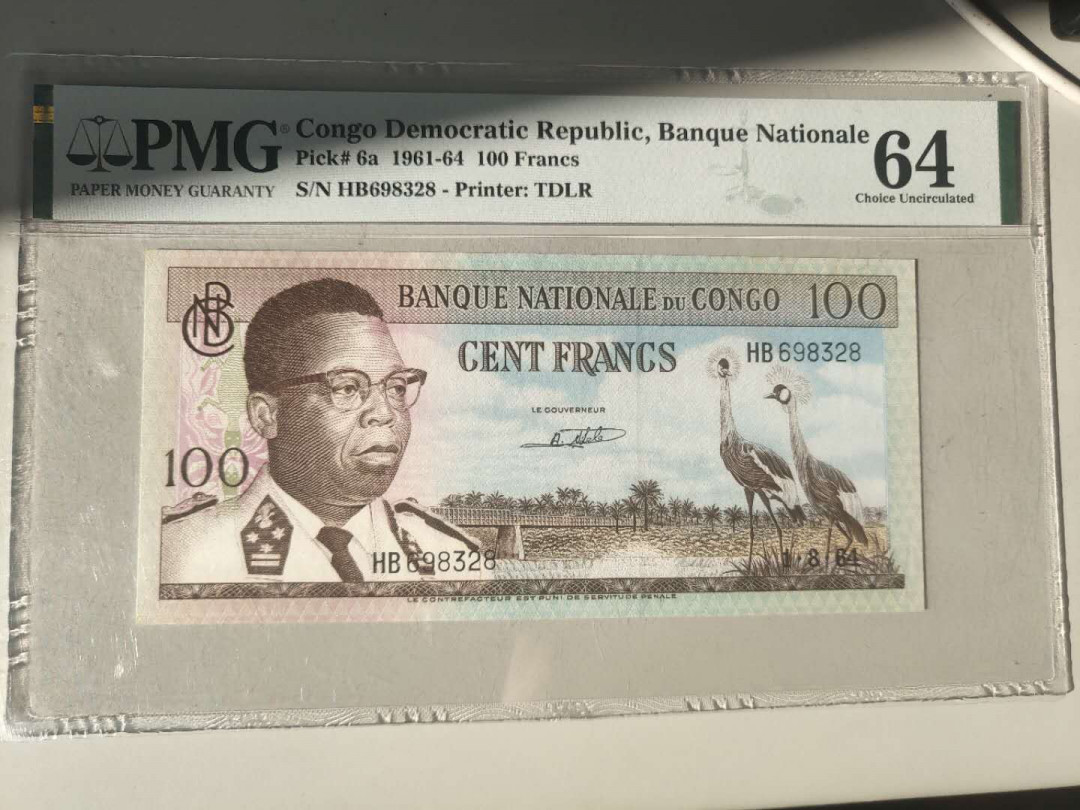 PMG®
PAPER MONEY GUARANTY
Congo Democratic Republic, Banque Nationale
Pick# 6a 1961-64 100 Francs
S/N HB698328 - Printer: TDLR
64
Choice Uncirculated
BANQUE NATIONALE DU CONGO 100
CENT FRANCS
HB 698328
LE GOUVERNEUR
100
HB 698328
1·8 64
LE CONTREFACTEUR EST PUNI DE SERVITUDE PENALE